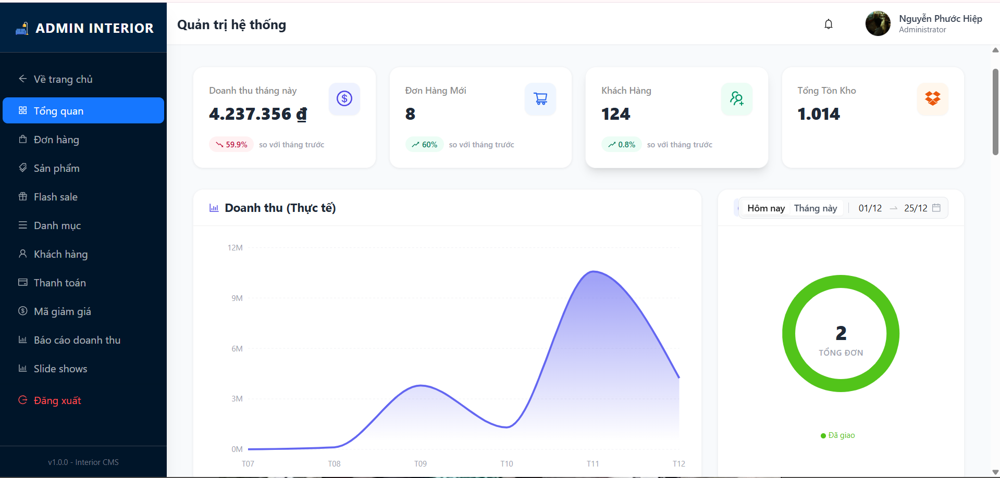 ADMIN INTERIOR
Về trang chủ
Tổng quan
Đơn hàng
Sản phẩm
Flash sale
Danh mục
Khách hàng
Thanh toán
Mã giảm giá
Báo cáo doanh thu
Slide shows
Đăng xuất
v1.0.0 - Interior CMS
Quản trị hệ thống
Nguyễn Phước Hiệp
Administrator
Doanh thu tháng này
4.237.356 ₫
59.9% so với tháng trước
Đơn Hàng Mới
8
60% so với tháng trước
Khách Hàng
124
0.8% so với tháng trước
Tổng Tồn Kho
1.014
Doanh thu (Thực tế)
12M
9M
6M
3M
0M
T07 T08 T09 T10 T11 T12
Hôm nay Tháng này 01/12 25/12
2
TỔNG ĐƠN
Đã giao